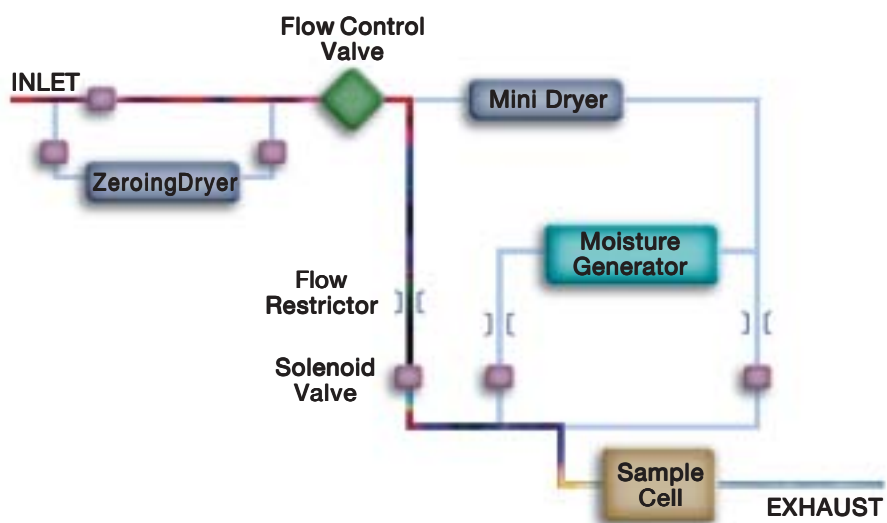 Flow Control
Valve
INLET
Mini Dryer
ZeroingDryer
Moisture
Generator
Flow
Restrictor
Solenoid
Valve
Sample
Cell
EXHAUST